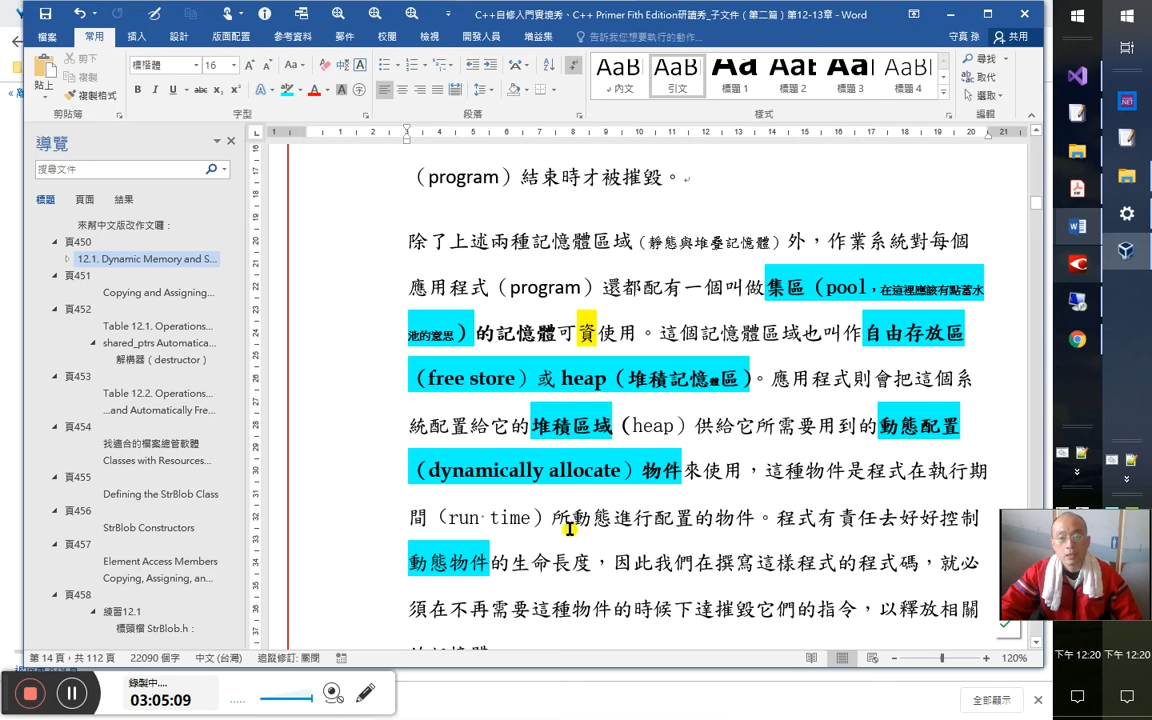 C++自修入門實境秀、C++ Primer Fith Edition研讀秀_子文件（第二篇）第12-13章 - Word
檔案
常用
插入
設計
版面配置
參考資料
郵件
校閱
檢視
開發人員
增益集
告訴我您想要執行的動作...
守真 孫
共用
貼上
剪下
複製
複製格式
剪貼簿
標楷體
16
字型
段落
AaB
AaB
AaB
AaB
AaB
AaBl
內文
引文
標題 1
標題 2
標題 3
標題 4
樣式
尋找
取代
選取
編輯
導覽
搜尋文件
標題
頁面
結果
來幫中文版改作文囉：
頁450
12.1. Dynamic Memory and S...
頁451
Copying and Assigning...
頁452
Table 12.1. Operations...
shared_ptrs Automatica...
解構器（destructor）
頁453
Table 12.2. Operations...
...and Automatically Fre...
頁454
找適合的檔案總管軟體
Classes with Resources...
頁455
Defining the StrBlob Class
頁456
StrBlob Constructors
頁457
Element Access Members
Copying, Assigning, an...
頁458
練習12.1
標頭檔 StrBlob.h：
（program）結束時才被摧毀。
除了上述兩種記憶體區域（靜態與堆疊記憶體）外，作業系統對每個
應用程式（program）還都配有一個叫做集區（pool，在這裡應該有點蓄水
池的意思）的記憶體可資使用。這個記憶體區域也叫作自由存放區
（free store）或 heap（堆積記憶體區）。應用程式則會把這個系
統配置給它的堆積區域（heap）供給它所需要用到的動態配置
（dynamically allocate）物件來使用，這種物件是程式在執行期
間（run time）所動態進行配置的物件。程式有責任去好好控制
動態物件的生命長度，因此我們在撰寫這樣程式的程式碼，就必
須在不再需要這種物件的時候下達摧毀它們的指令，以釋放相關
第 14 頁，共 112 頁
22090 個字
中文 (台灣)
追蹤修訂: 關閉
120%
錄製中...
03:05:09
全部顯示
下午 12:20
下午 12:20